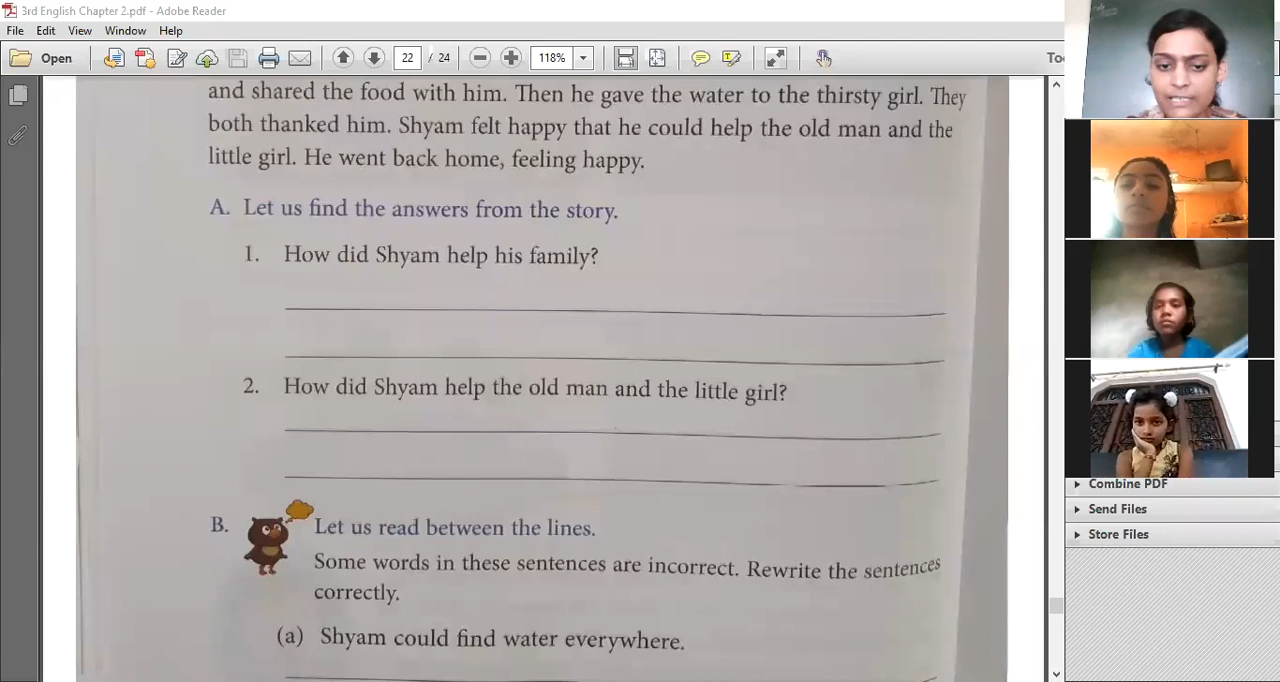 3rd English Chapter 2.pdf - Adobe Reader
File Edit View Window Help
Open 22 / 24 118%
and shared the food with him. Then he gave the water to the thirsty girl. They
both thanked him. Shyam felt happy that he could help the old man and the
little girl. He went back home, feeling happy.
A. Let us find the answers from the story.
1. How did Shyam help his family?
2. How did Shyam help the old man and the little girl?
B. Let us read between the lines.
Some words in these sentences are incorrect. Rewrite the sentences
correctly.
(a) Shyam could find water everywhere.
Combine PDF
Send Files
Store Files